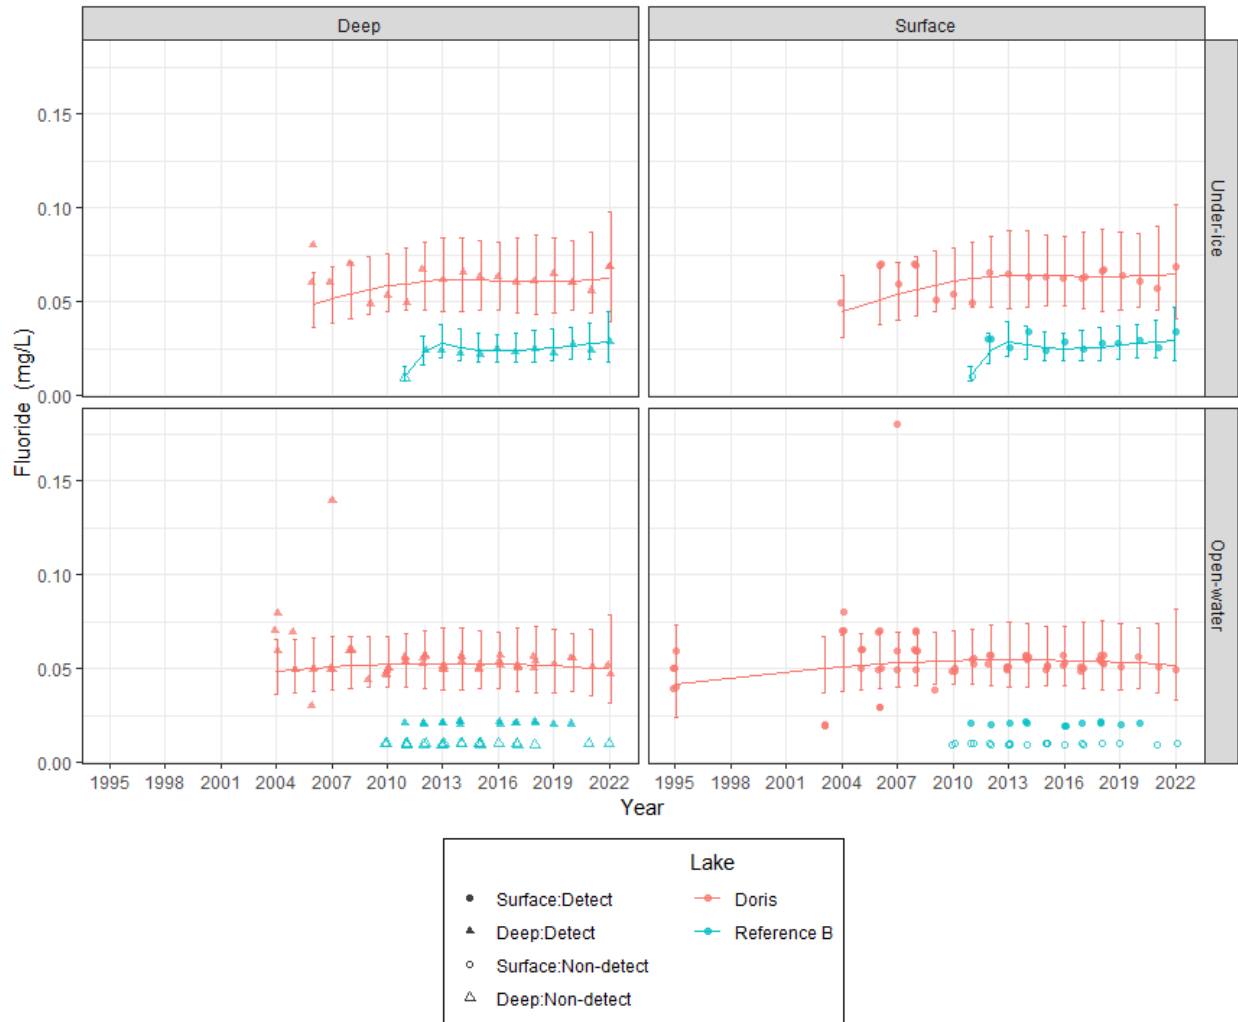 Deep Surface
0.15
0.10
0.05
0.00
Under-ice
0.15
0.10
0.05
0.00
Open-water
Fluoride (mg/L)
1995 1998 2001 2004 2007 2010 2013 2016 2019 2022 1995 1998 2001 2004 2007 2010 2013 2016 2019 2022
Year
Lake
Surface:Detect Doris
Deep:Detect Reference B
Surface:Non-detect
Deep:Non-detect